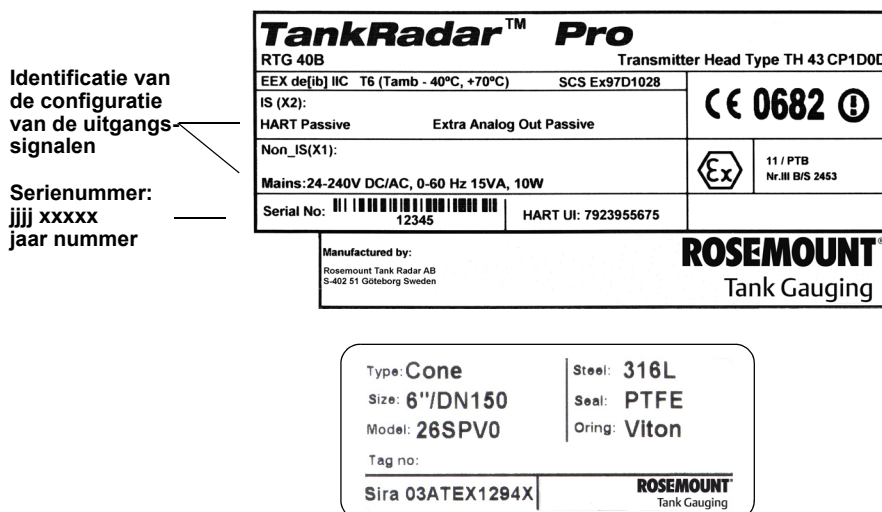 Identificatie van
de configuratie
van de uitgangs-
signalen
Serienummer:
jjjj xxxxx
jaar nummer
TankRadar™ Pro
RTG 40B
Transmitter Head Type TH 43 CP1D0D
EEX de[ib] IIC T6 (Tamb - 40ºC, +70ºC) SCS Ex97D1028
IS (X2):
HART Passive Extra Analog Out Passive
CE 0682
Non_IS(X1):
Mains:24-240V DC/AC, 0-60 Hz 15VA, 10W
Ex
11 / PTB
Nr.III B/S 2453
Serial No: 12345
HART UI: 7923955675
Manufactured by:
Rosemount Tank Radar AB
S-402 51 Göteborg Sweden
ROSEMOUNT®
Tank Gauging
Type: Cone
Size: 6"/DN150
Model: 26SPV0
Tag no:
Steel: 316L
Seal: PTFE
Oring: Viton
Sira 03ATEX1294X
ROSEMOUNT
Tank Gauging